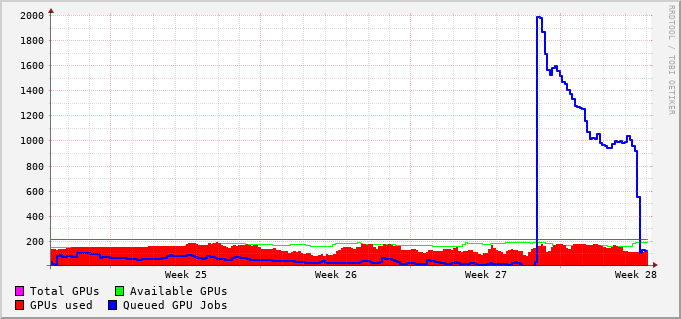 2000
1800
1600
1400
1200
1000
800
600
400
200
Week 25 Week 26 Week 27 Week 28
Total GPUs Available GPUs
GPUs used Queued GPU Jobs
RRDTOOL / TOBI OETIKER